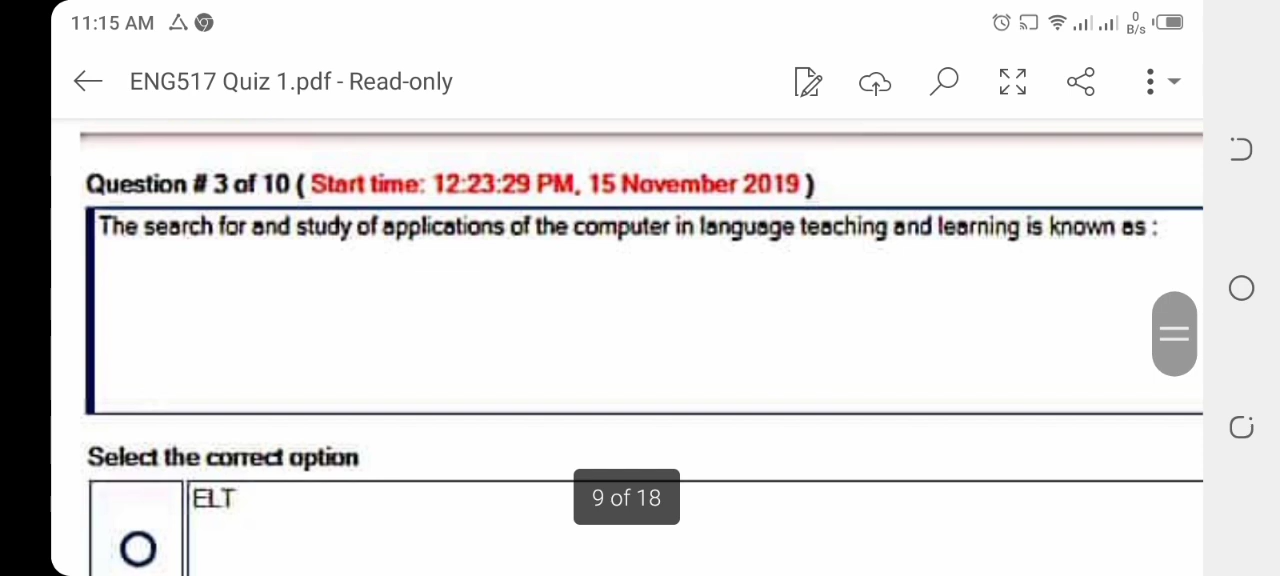 11:15 AM
0
B/s
ENG517 Quiz 1.pdf - Read-only
Question # 3 of 10 ( Start time: 12:23:29 PM, 15 November 2019 )
The search for and study of applications of the computer in language teaching and learning is known as :
Select the correct option
ELT
9 of 18